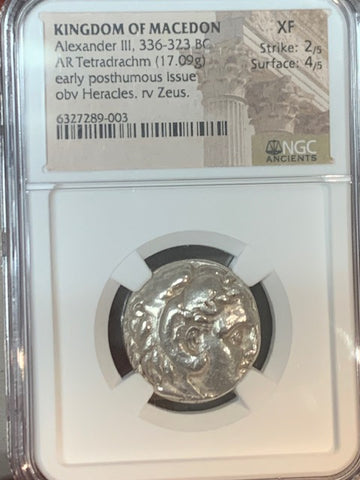 KINGDOM OF MACEDON
Alexander III, 336-323 BC
AR Tetradrachm (17.09g)
early posthumous issue
obv Heracles. rv Zeus.
6327289-003
XF
Strike: 2/5
Surface: 4/5
NGC
ANCIENTS